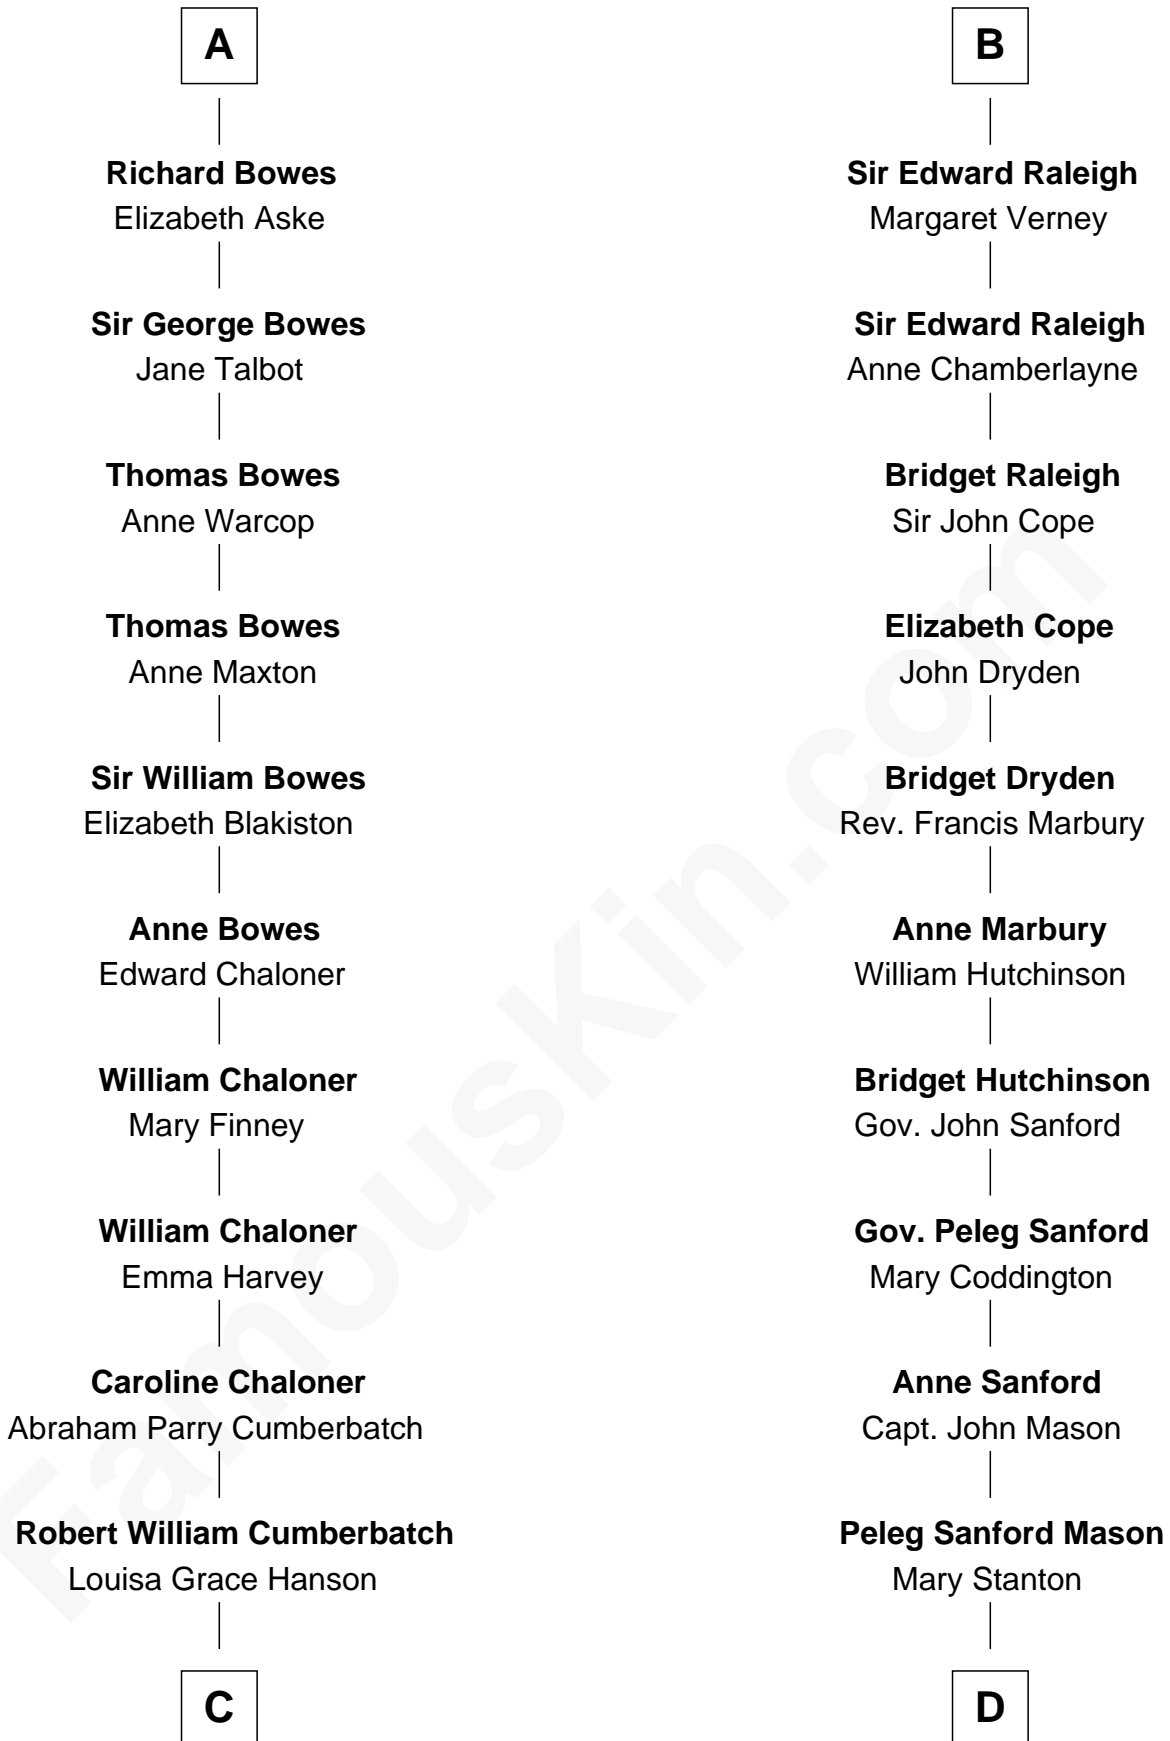 A
Richard Bowes
Elizabeth Aske
Sir George Bowes
Jane Talbot
Thomas Bowes
Anne Warcop
Thomas Bowes
Anne Maxton
Sir William Bowes
Elizabeth Blakiston
Anne Bowes
Edward Chaloner
William Chaloner
Mary Finney
William Chaloner
Emma Harvey
Caroline Chaloner
Abraham Parry Cumberbatch
Robert William Cumberbatch
Louisa Grace Hanson
C
B
Sir Edward Raleigh
Margaret Verney
Sir Edward Raleigh
Anne Chamberlayne
Bridget Raleigh
Sir John Cope
Elizabeth Cope
John Dryden
Bridget Dryden
Rev. Francis Marbury
Anne Marbury
William Hutchinson
Bridget Hutchinson
Gov. John Sanford
Gov. Peleg Sanford
Mary Coddington
Anne Sanford
Capt. John Mason
Peleg Sanford Mason
Mary Stanton
D
FamousKin.com